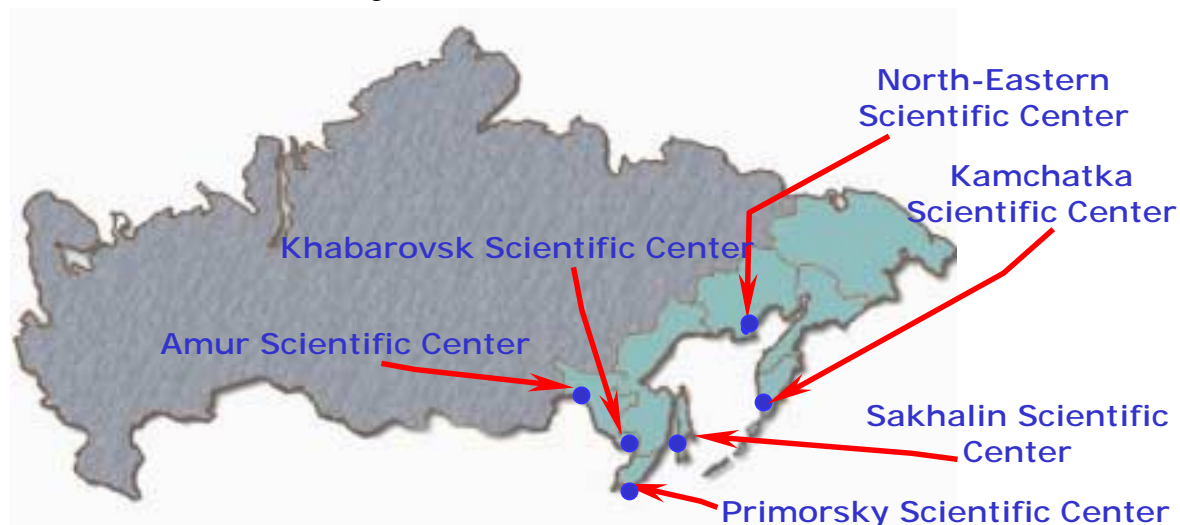 North-Eastern
Scientific Center
Kamchatka
Scientific Center
Khabarovsk Scientific Center
Amur Scientific Center
Sakhalin Scientific
Center
Primorsky Scientific Center